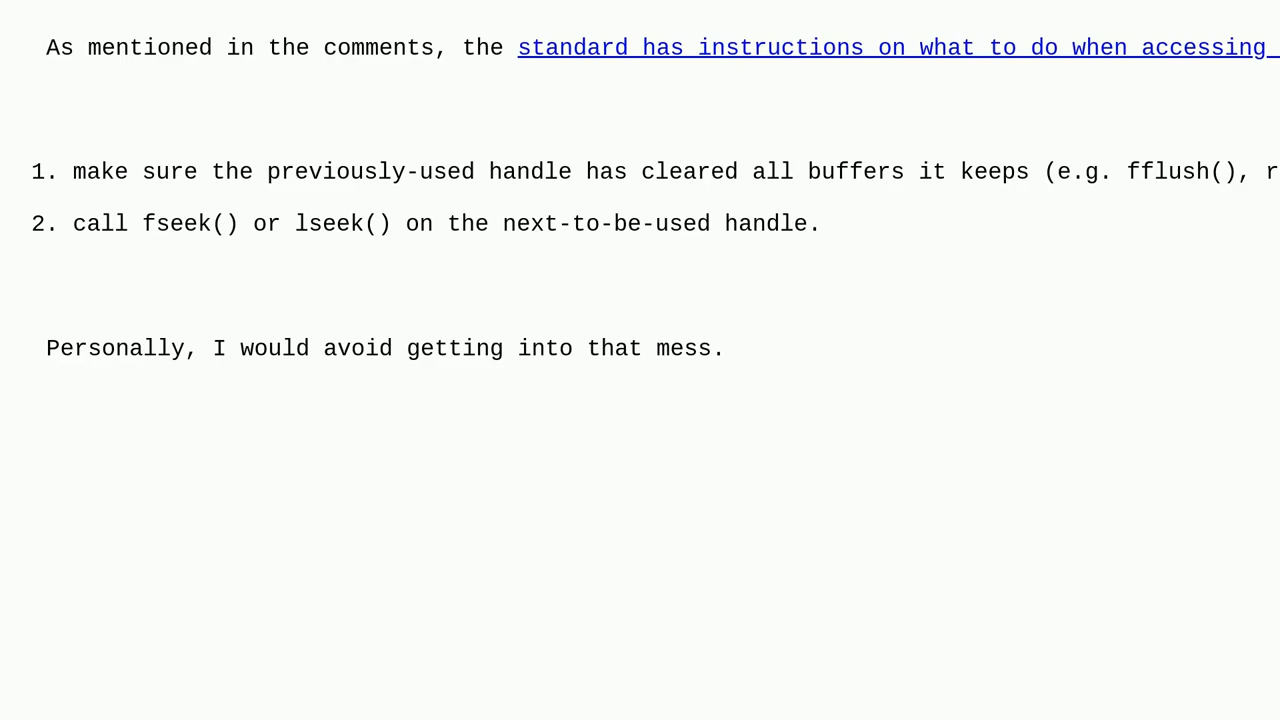 As mentioned in the comments, the standard has instructions on what to do when accessing
1. make sure the previously-used handle has cleared all buffers it keeps (e.g. fflush(), r
2. call fseek() or lseek() on the next-to-be-used handle.
Personally, I would avoid getting into that mess.